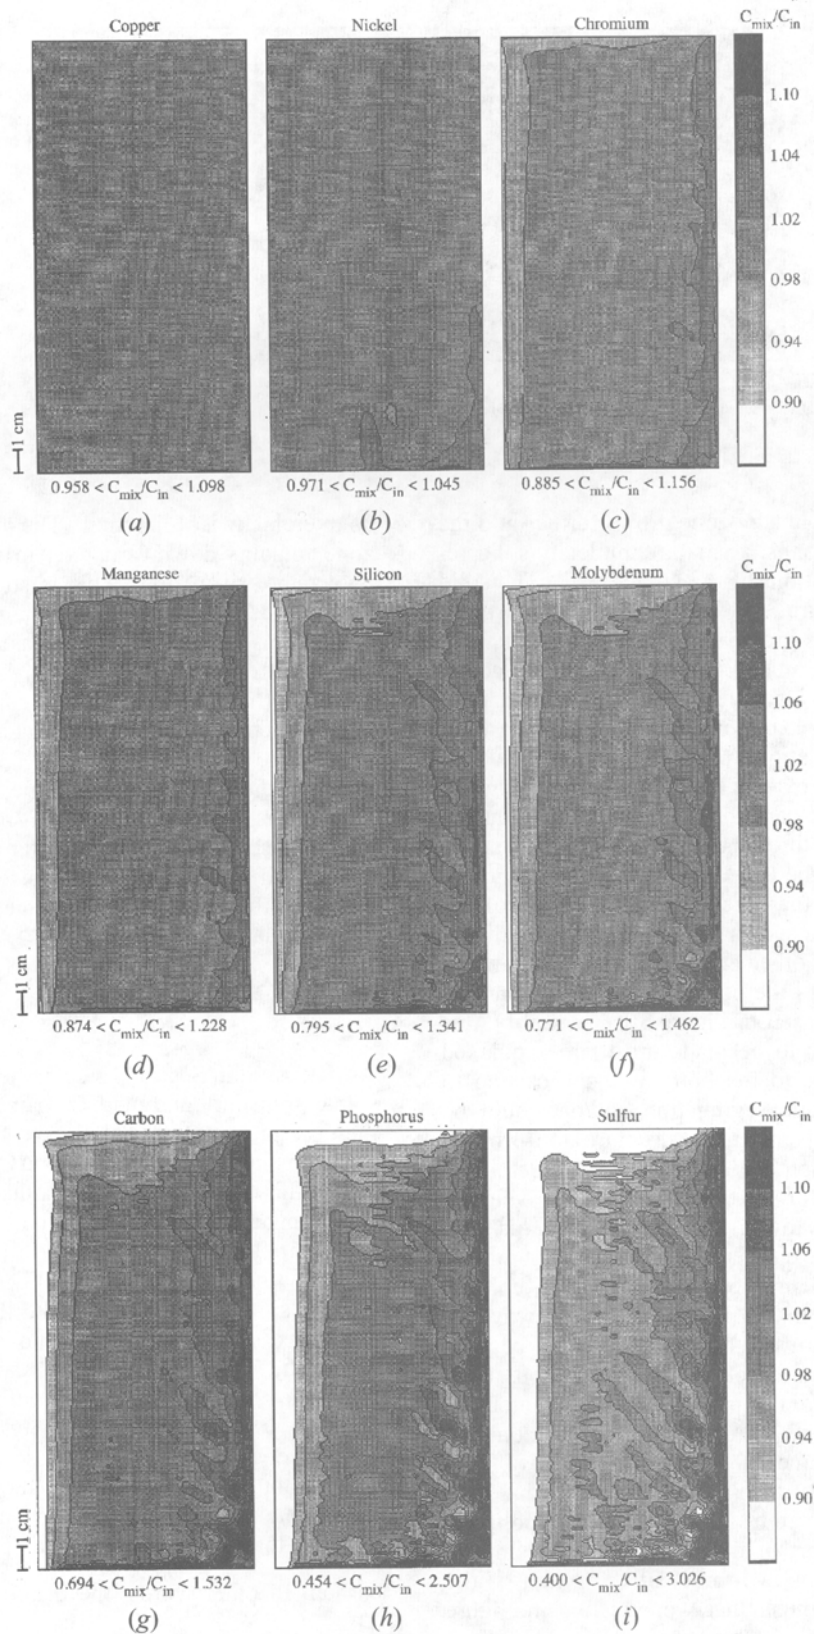 Copper Nickel Chromium C_mix/C_in
1.10
1.04
1.02
0.98
0.94
0.90
1 cm
0.958 < C_mix/C_in < 1.098 0.971 < C_mix/C_in < 1.045 0.885 < C_mix/C_in < 1.156
(a) (b) (c)
Manganese Silicon Molybdenum C_mix/C_in
1.10
1.06
1.02
0.98
0.94
0.90
1 cm
0.874 < C_mix/C_in < 1.228 0.795 < C_mix/C_in < 1.341 0.771 < C_mix/C_in < 1.462
(d) (e) (f)
Carbon Phosphorus Sulfur C_mix/C_in
1.10
1.06
1.02
0.98
0.94
0.90
1 cm
0.694 < C_mix/C_in < 1.532 0.454 < C_mix/C_in < 2.507 0.400 < C_mix/C_in < 3.026
(g) (h) (i)